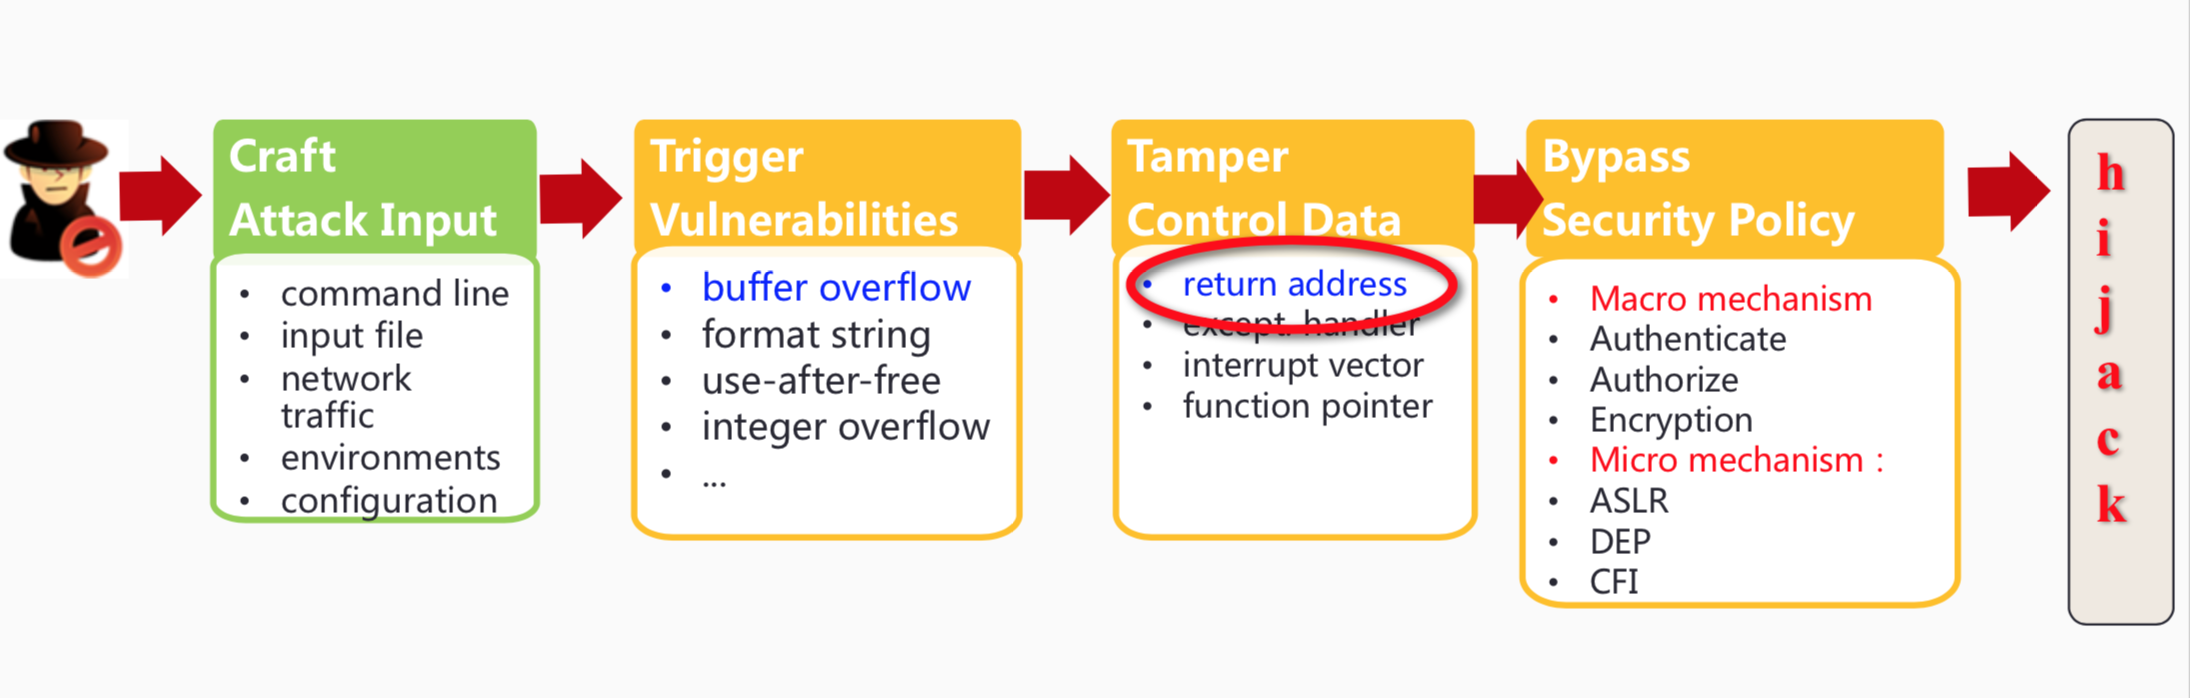 Craft
Attack Input
• command line
• input file
• network
traffic
• environments
• configuration
Trigger
Vulnerabilities
• buffer overflow
• format string
• use-after-free
• integer overflow
• ...
Tamper
Control Data
• return address
• except. handler
• interrupt vector
• function pointer
Bypass
Security Policy
• Macro mechanism
• Authenticate
• Authorize
• Encryption
• Micro mechanism :
• ASLR
• DEP
• CFI
h
i
j
a
c
k